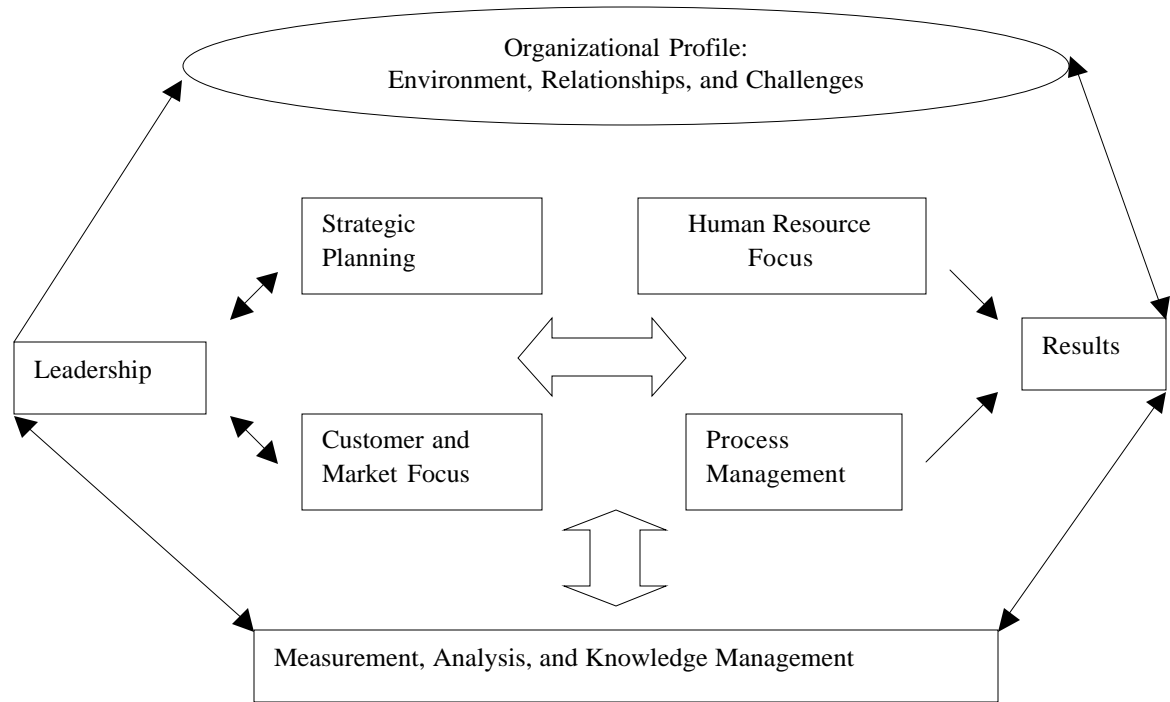 Organizational Profile:
Environment, Relationships, and Challenges
Strategic
Planning
Human Resource
Focus
Leadership
Results
Customer and
Market Focus
Process
Management
Measurement, Analysis, and Knowledge Management